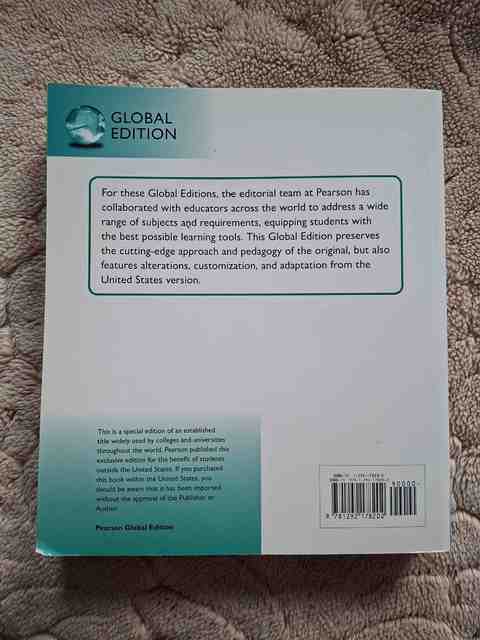 GLOBAL
EDITION
For these Global Editions, the editorial team at Pearson has
collaborated with educators across the world to address a wide
range of subjects and requirements, equipping students with
the best possible learning tools. This Global Edition preserves
the cutting-edge approach and pedagogy of the original, but also
features alterations, customization, and adaptation from the
United States version.
This is a special edition of an established
title widely used by colleges and universities
throughout the world. Pearson published this
exclusive edition for the benefit of students
outside the United States. If you purchased
this book within the United States, you
should be aware that it has been imported
without the approval of the Publisher or
Author.
Pearson Global Edition
90000
9 781292 178202